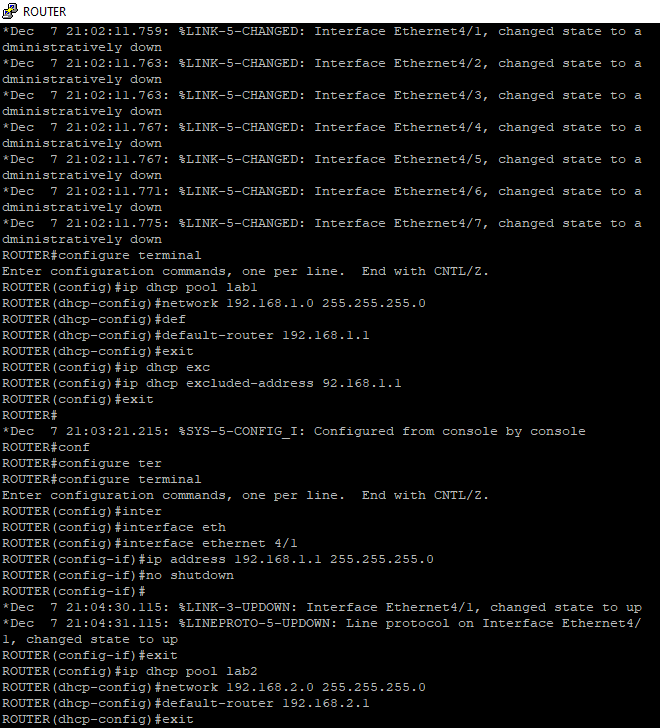 ROUTER
*Dec  7 21:02:11.759: %LINK-5-CHANGED: Interface Ethernet4/1, changed state to a
dministratively down
*Dec  7 21:02:11.763: %LINK-5-CHANGED: Interface Ethernet4/2, changed state to a
dministratively down
*Dec  7 21:02:11.763: %LINK-5-CHANGED: Interface Ethernet4/3, changed state to a
dministratively down
*Dec  7 21:02:11.767: %LINK-5-CHANGED: Interface Ethernet4/4, changed state to a
dministratively down
*Dec  7 21:02:11.767: %LINK-5-CHANGED: Interface Ethernet4/5, changed state to a
dministratively down
*Dec  7 21:02:11.771: %LINK-5-CHANGED: Interface Ethernet4/6, changed state to a
dministratively down
*Dec  7 21:02:11.775: %LINK-5-CHANGED: Interface Ethernet4/7, changed state to a
dministratively down
ROUTER#configure terminal
Enter configuration commands, one per line.  End with CNTL/Z.
ROUTER(config)#ip dhcp pool lab1
ROUTER(dhcp-config)#network 192.168.1.0 255.255.255.0
ROUTER(dhcp-config)#def
ROUTER(dhcp-config)#default-router 192.168.1.1
ROUTER(dhcp-config)#exit
ROUTER(config)#ip dhcp exc
ROUTER(config)#ip dhcp excluded-address 92.168.1.1
ROUTER(config)#exit
ROUTER#
*Dec  7 21:03:21.215: %SYS-5-CONFIG_I: Configured from console by console
ROUTER#conf
ROUTER#configure ter
ROUTER#configure terminal
Enter configuration commands, one per line.  End with CNTL/Z.
ROUTER(config)#inter
ROUTER(config)#interface eth
ROUTER(config)#interface ethernet 4/1
ROUTER(config-if)#ip address 192.168.1.1 255.255.255.0
ROUTER(config-if)#no shutdown
ROUTER(config-if)#
*Dec  7 21:04:30.115: %LINK-3-UPDOWN: Interface Ethernet4/1, changed state to up
*Dec  7 21:04:31.115: %LINEPROTO-5-UPDOWN: Line protocol on Interface Ethernet4/
1, changed state to up
ROUTER(config-if)#exit
ROUTER(config)#ip dhcp pool lab2
ROUTER(dhcp-config)#network 192.168.2.0 255.255.255.0
ROUTER(dhcp-config)#default-router 192.168.2.1
ROUTER(dhcp-config)#exit